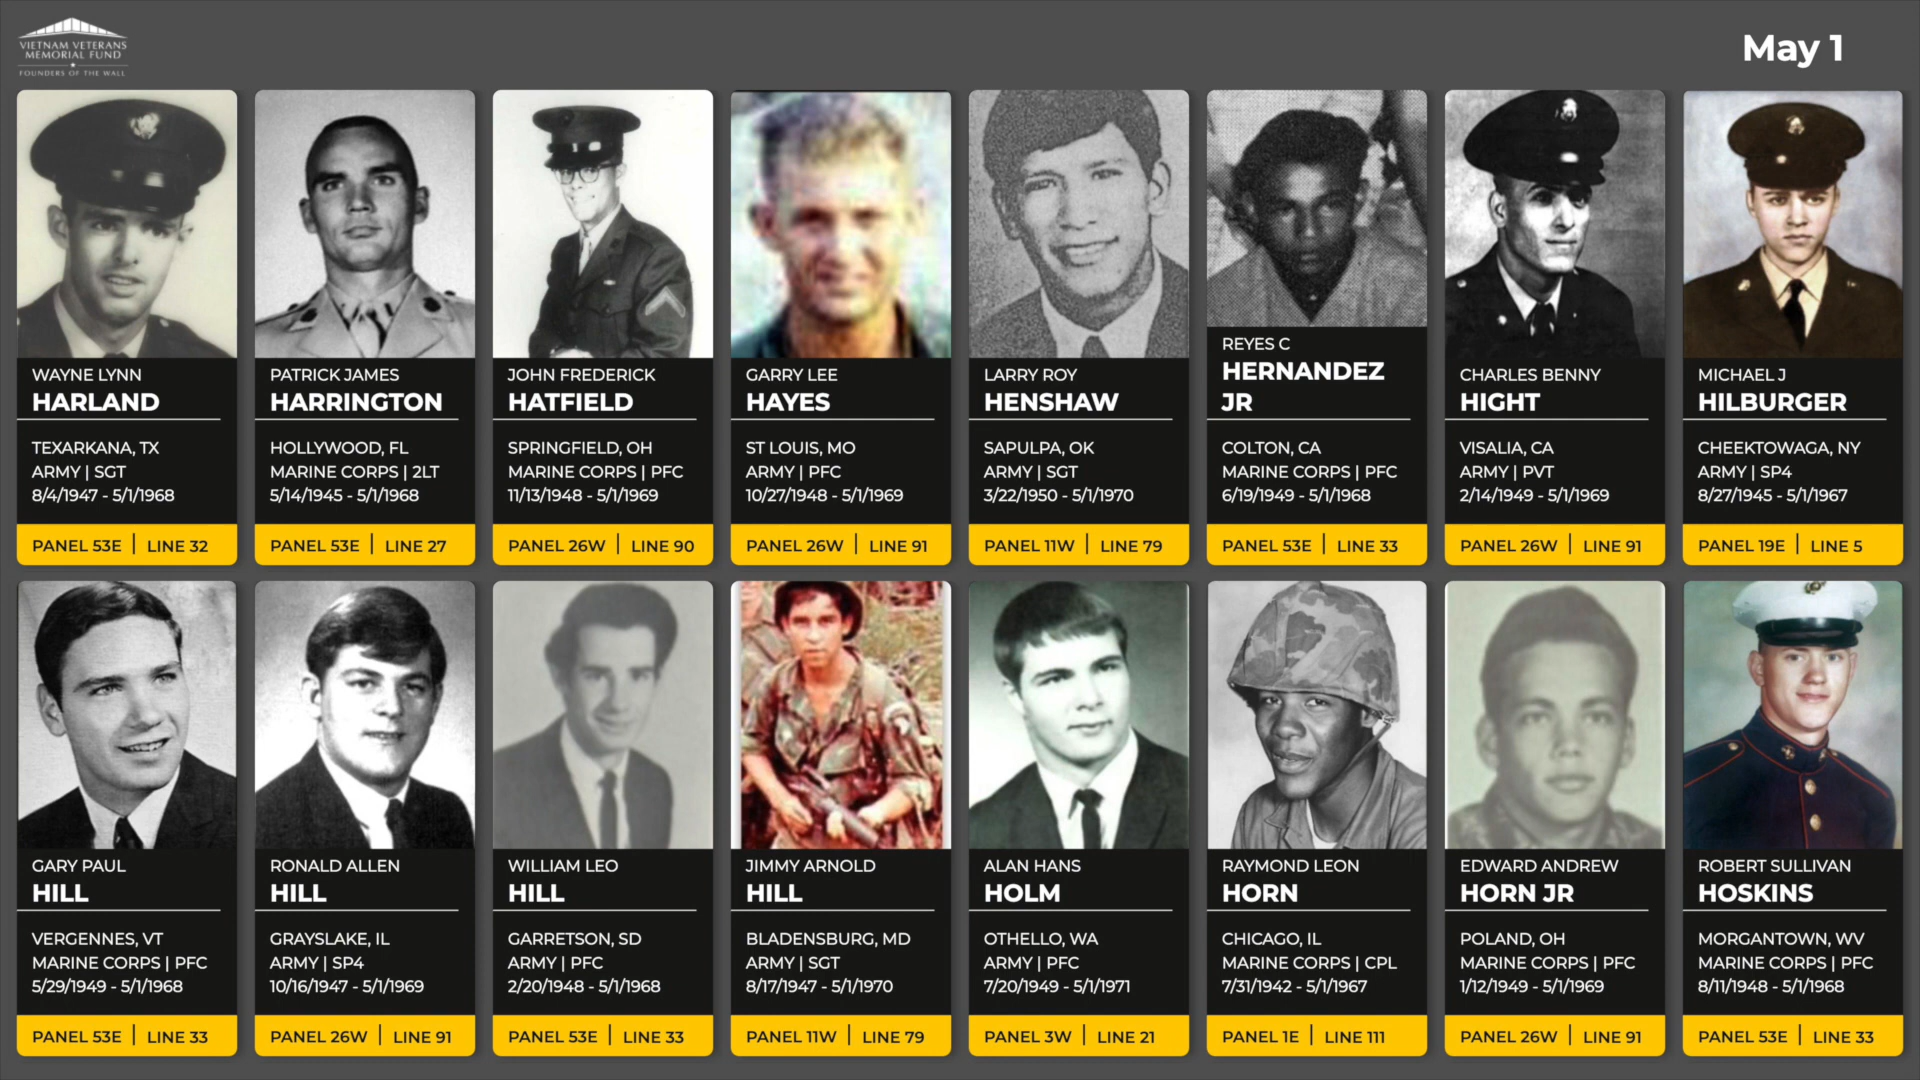 VIETNAM VETERANS
MEMORIAL FUND
FOUNDERS OF THE WALL
May 1
WAYNE LYNN
HARLAND
TEXARKANA, TX
ARMY | SGT
8/4/1947 - 5/1/1968
PANEL 53E | LINE 32
PATRICK JAMES
HARRINGTON
HOLLYWOOD, FL
MARINE CORPS | 2LT
5/14/1945 - 5/1/1968
PANEL 53E | LINE 27
JOHN FREDERICK
HATFIELD
SPRINGFIELD, OH
MARINE CORPS | PFC
11/13/1948 - 5/1/1969
PANEL 26W | LINE 90
GARRY LEE
HAYES
ST LOUIS, MO
ARMY | PFC
10/27/1948 - 5/1/1969
PANEL 26W | LINE 91
LARRY ROY
HENSHAW
SAPULPA, OK
ARMY | SGT
3/22/1950 - 5/1/1970
PANEL 11W | LINE 79
REYES C
HERNANDEZ
JR
COLTON, CA
MARINE CORPS | PFC
6/19/1949 - 5/1/1968
PANEL 53E | LINE 33
CHARLES BENNY
HIGHT
VISALIA, CA
ARMY | PVT
2/14/1949 - 5/1/1969
PANEL 26W | LINE 91
MICHAEL J
HILBURGER
CHEEKTOWAGA, NY
ARMY | SP4
8/27/1945 - 5/1/1967
PANEL 19E | LINE 5
GARY PAUL
HILL
VERGENNES, VT
MARINE CORPS | PFC
5/29/1949 - 5/1/1968
PANEL 53E | LINE 33
RONALD ALLEN
HILL
GRAYSLAKE, IL
ARMY | SP4
10/16/1947 - 5/1/1969
PANEL 26W | LINE 91
WILLIAM LEO
HILL
GARRETSON, SD
ARMY | PFC
2/20/1948 - 5/1/1968
PANEL 53E | LINE 33
JIMMY ARNOLD
HILL
BLADENSBURG, MD
ARMY | SGT
8/17/1947 - 5/1/1970
PANEL 11W | LINE 79
ALAN HANS
HOLM
OTHELLO, WA
ARMY | PFC
7/20/1949 - 5/1/1971
PANEL 3W | LINE 21
RAYMOND LEON
HORN
CHICAGO, IL
MARINE CORPS | CPL
7/31/1942 - 5/1/1967
PANEL 1E | LINE 111
EDWARD ANDREW
HORN JR
POLAND, OH
MARINE CORPS | PFC
1/12/1949 - 5/1/1969
PANEL 26W | LINE 91
ROBERT SULLIVAN
HOSKINS
MORGANTOWN, WV
MARINE CORPS | PFC
8/11/1948 - 5/1/1968
PANEL 53E | LINE 33